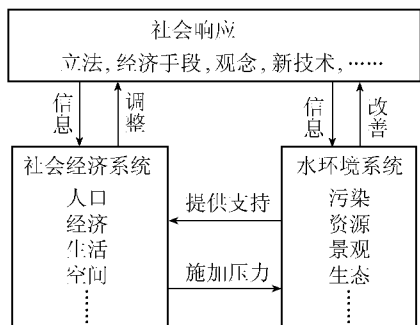 社会响应
立法,经济手段,观念,新技术,……
信息
调整
信息
改善
社会经济系统
人口
经济
生活
空间
⋮
提供支持
施加压力
水环境系统
污染
资源
景观
生态
⋮